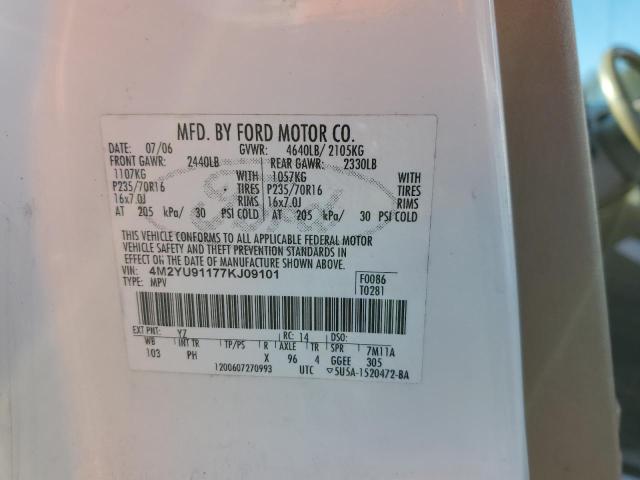 MFD. BY FORD MOTOR CO.
DATE: 07/06 GVWR: 4640LB/ 2105KG
FRONT GAWR: 2440LB REAR GAWR: 2330LB
1107KG WITH 1057KG WITH
P235/70R16 TIRES P235/70R16 TIRES
16x7.0J RIMS 16x7.0J RIMS
AT 205 kPa/ 30 PSI COLD AT 205 kPa/ 30 PSI COLD
THIS VEHICLE CONFORMS TO ALL APPLICABLE FEDERAL MOTOR
VEHICLE SAFETY AND THEFT PREVENTION STANDARDS IN
EFFECT ON THE DATE OF MANUFACTURE SHOWN ABOVE.
VIN: 4M2YU91177KJ09101 F0086
TYPE: MPV T0281
EXT PNT: YZ RC: 14 DSO:
WB INT TR TP/PS R AXLE TR SPR 7M11A
103 PH X 96 4 GGEE 305
1200607270993 UTC ▽5U5A-1520472-BA
Ford